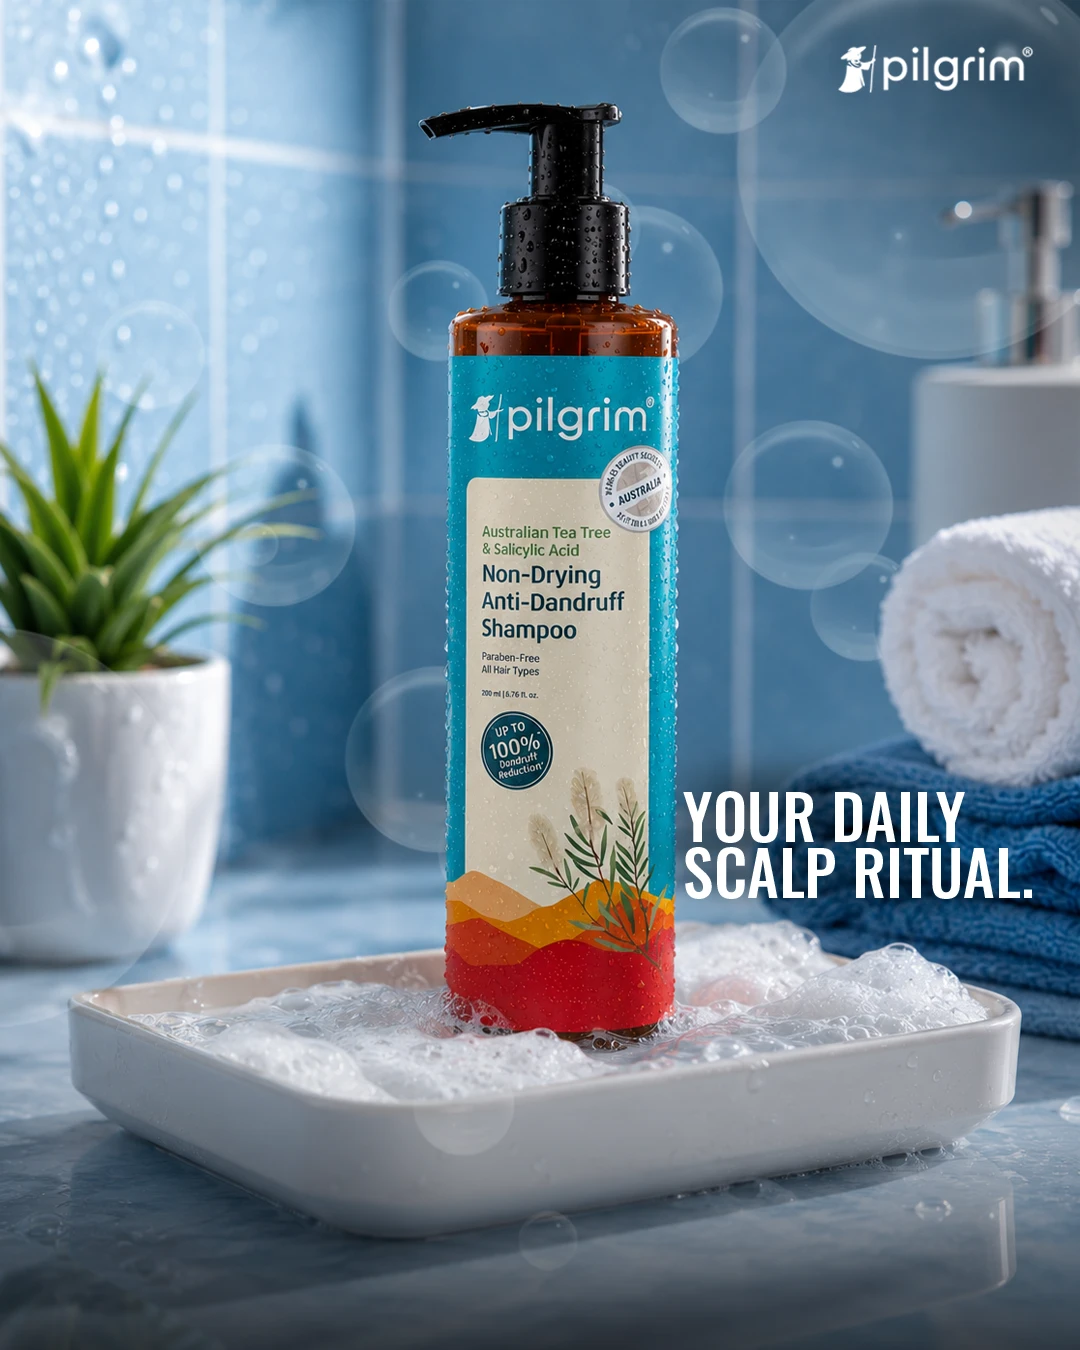 pilgrim®
pilgrim®
AUSTRALIA
Australian Tea Tree
& Salicylic Acid
Non-Drying
Anti-Dandruff
Shampoo
Paraben-Free
All Hair Types
200 ml | 6.76 fl. oz.
UP TO
100%
Dandruff
Reduction*
YOUR DAILY
SCALP RITUAL.